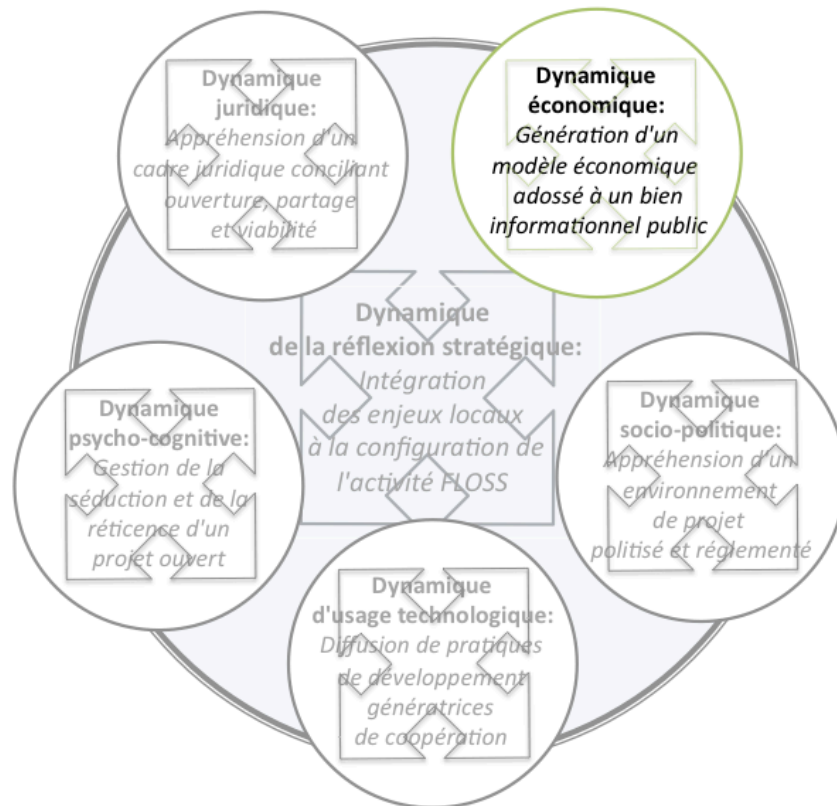 Dynamique
juridique:
Appréhension d'un
cadre juridique conciliant
ouverture, partage
et viabilité
Dynamique
économique:
Génération d'un
modèle économique
adossé à un bien
informationnel public
Dynamique
de la réflexion stratégique:
Intégration
des enjeux locaux
à la configuration de
l'activité FLOSS
Dynamique
psycho-cognitive:
Gestion de la
séduction et de la
réticence d'un
projet ouvert
Dynamique
socio-politique:
Appréhension d'un
environnement
de projet
politisé et réglementé
Dynamique
d'usage technologique:
Diffusion de pratiques
de développement
génératrices
de coopération